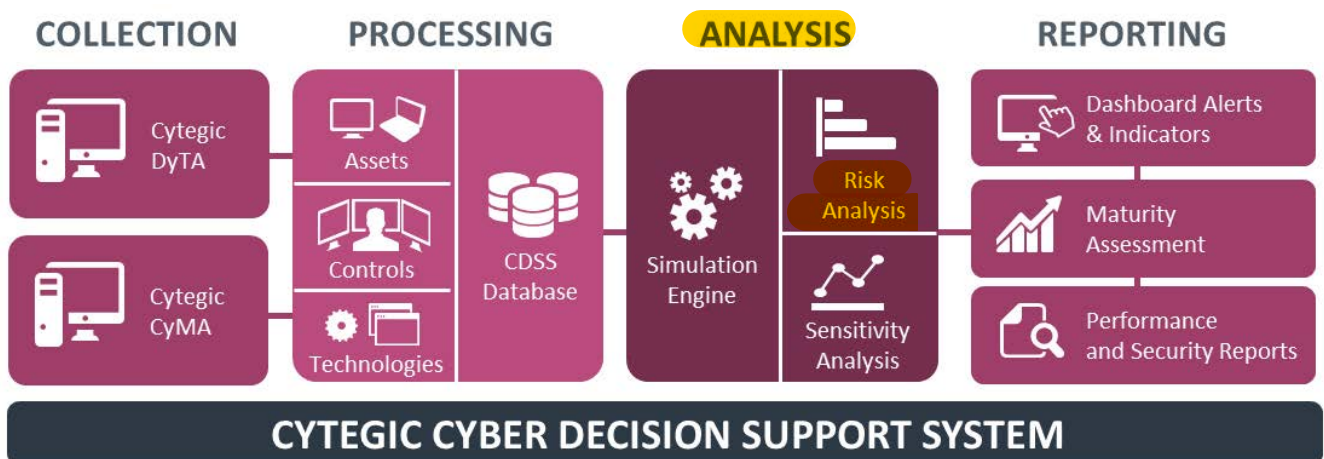 COLLECTION
PROCESSING
ANALYSIS
REPORTING
Cytegic
DyTA
Cytegic
CyMA
Assets
Controls
Technologies
CDSS
Database
Simulation
Engine
Risk
Analysis
Sensitivity
Analysis
Dashboard Alerts
& Indicators
Maturity
Assessment
Performance
and Security Reports
CYTEGIC CYBER DECISION SUPPORT SYSTEM